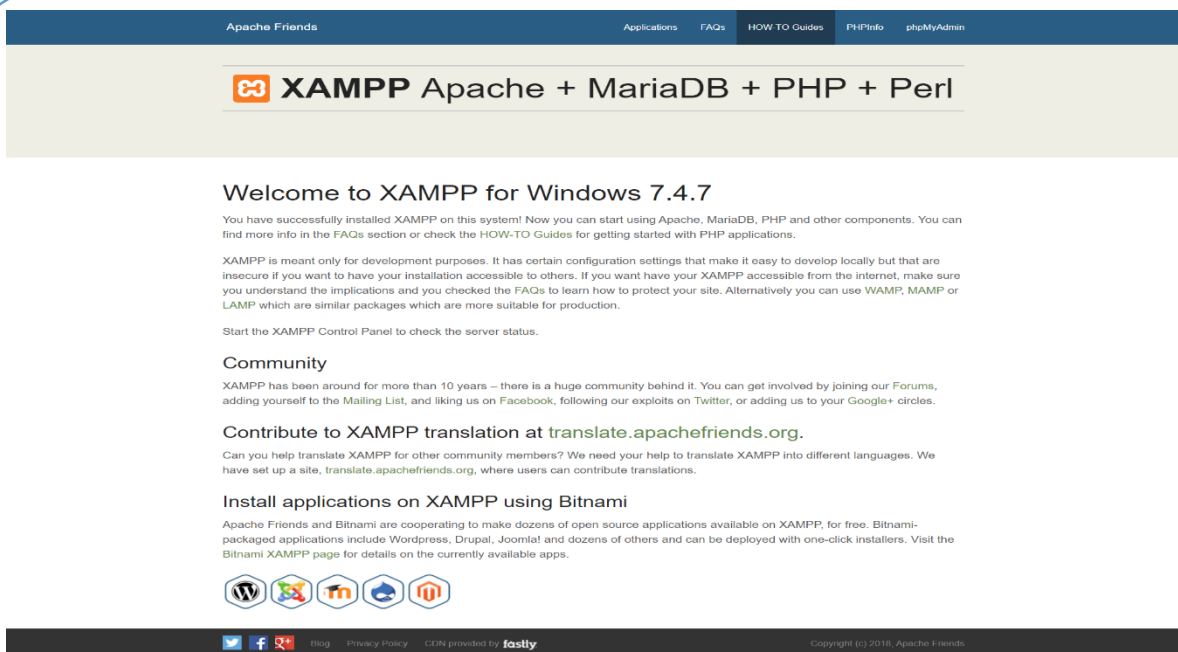 Apache Friends
Applications FAQs HOW-TO Guides PHPInfo phpMyAdmin
XAMPP Apache + MariaDB + PHP + Perl
Welcome to XAMPP for Windows 7.4.7
You have successfully installed XAMPP on this system! Now you can start using Apache, MariaDB, PHP and other components. You can
find more info in the FAQs section or check the HOW-TO Guides for getting started with PHP applications.
XAMPP is meant only for development purposes. It has certain configuration settings that make it easy to develop locally but that are
insecure if you want to have your installation accessible to others. If you want have your XAMPP accessible from the internet, make sure
you understand the implications and you checked the FAQs to learn how to protect your site. Alternatively you can use WAMP, MAMP or
LAMP which are similar packages which are more suitable for production.
Start the XAMPP Control Panel to check the server status.
Community
XAMPP has been around for more than 10 years – there is a huge community behind it. You can get involved by joining our Forums,
adding yourself to the Mailing List, and liking us on Facebook, following our exploits on Twitter, or adding us to your Google+ circles.
Contribute to XAMPP translation at translate.apachefriends.org.
Can you help translate XAMPP for other community members? We need your help to translate XAMPP into different languages. We
have set up a site, translate.apachefriends.org, where users can contribute translations.
Install applications on XAMPP using Bitnami
Apache Friends and Bitnami are cooperating to make dozens of open source applications available on XAMPP, for free. Bitnami-
packaged applications include Wordpress, Drupal, Joomla! and dozens of others and can be deployed with one-click installers. Visit the
Bitnami XAMPP page for details on the currently available apps.
Blog Privacy Policy CDN provided by fastly Copyright (c) 2018, Apache Friends